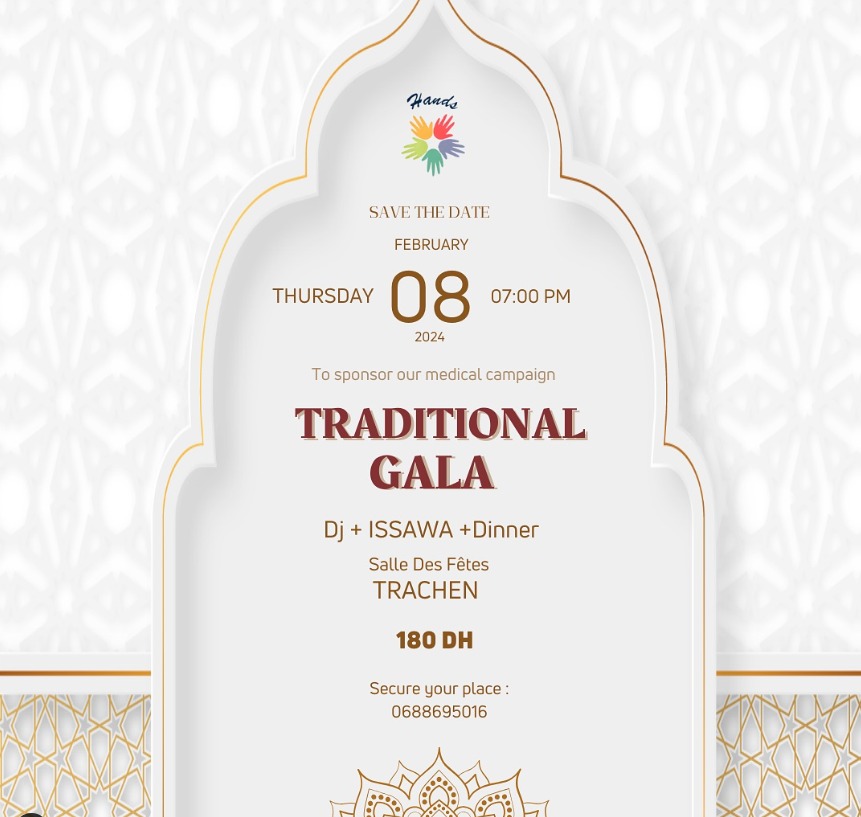 Hands
SAVE THE DATE
FEBRUARY
THURSDAY 08 07:00 PM
2024
To sponsor our medical campaign
TRADITIONAL
GALA
Dj + ISSAWA +Dinner
Salle Des Fêtes
TRACHEN
180 DH
Secure your place :
0688695016